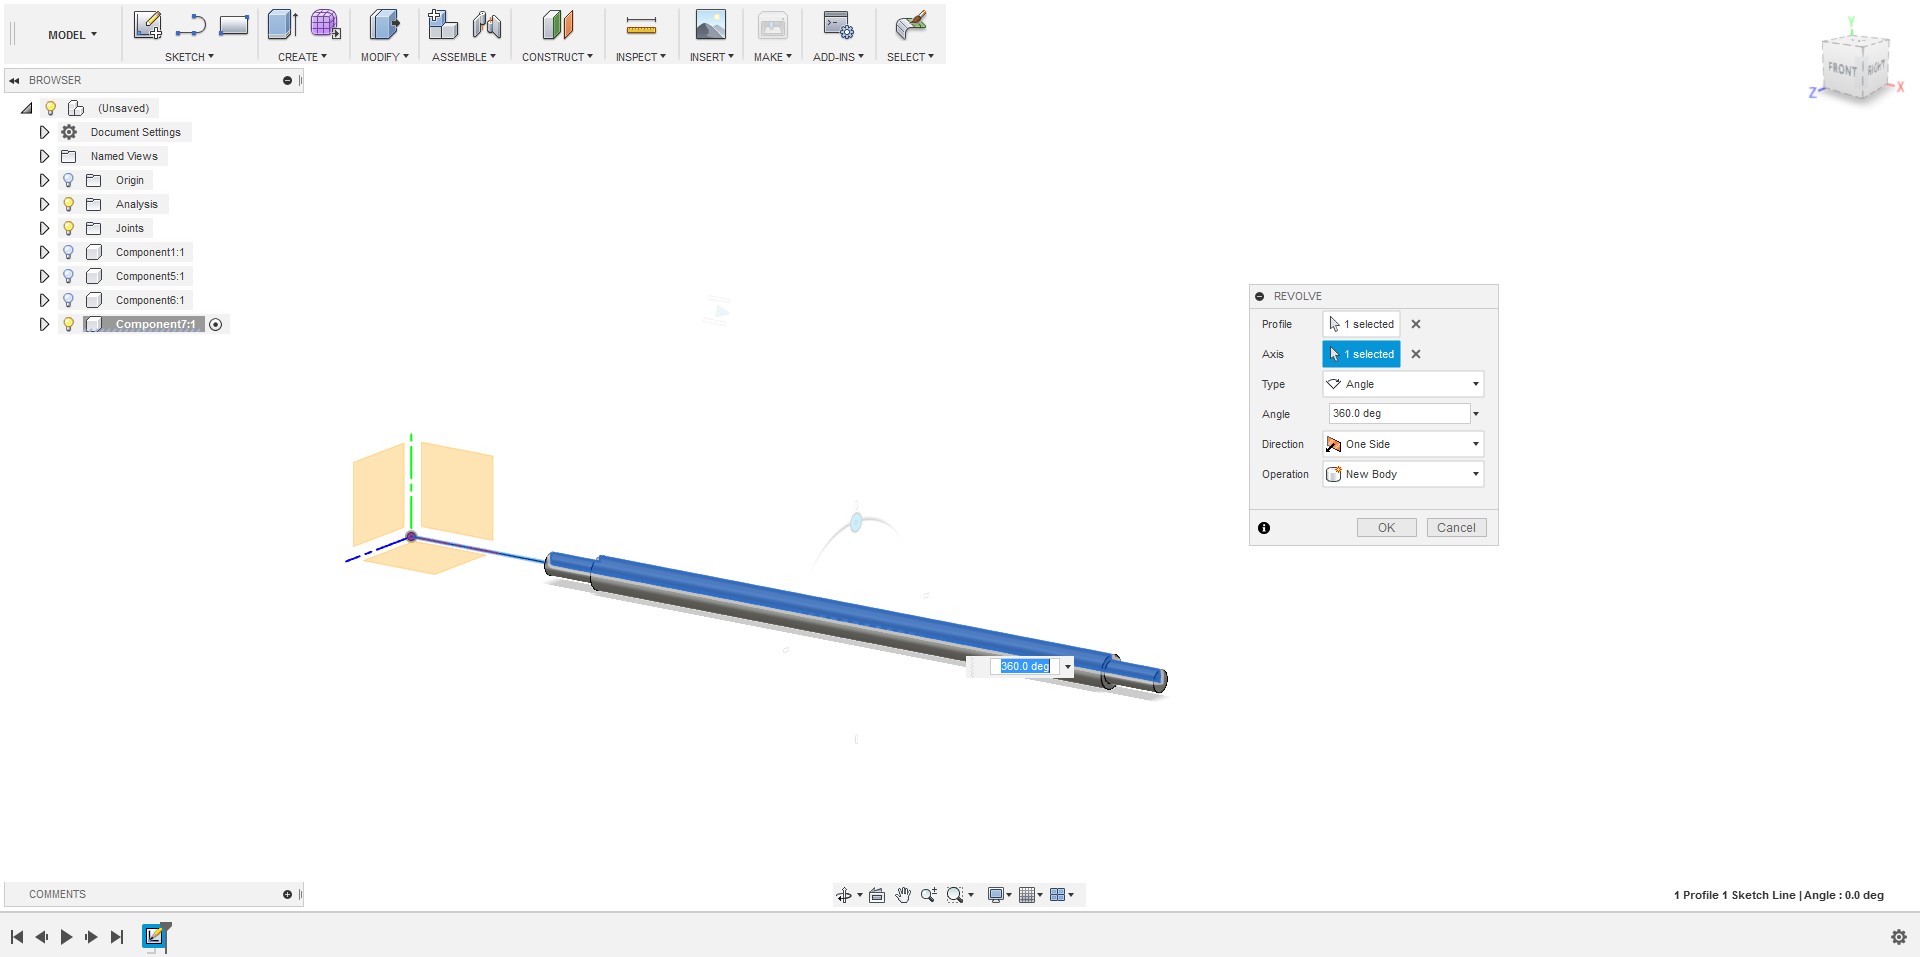 MODEL
SKETCH
CREATE
MODIFY
ASSEMBLE
CONSTRUCT
INSPECT
INSERT
MAKE
ADD-INS
SELECT
BROWSER
(Unsaved)
Document Settings
Named Views
Origin
Analysis
Joints
Component1:1
Component5:1
Component6:1
Component7:1
Y
FRONT
RIGHT
Z
X
REVOLVE
Profile 1 selected
Axis 1 selected
Type Angle
Angle 360.0 deg
Direction One Side
Operation New Body
OK Cancel
360.0 deg
COMMENTS
1 Profile 1 Sketch Line | Angle : 0.0 deg